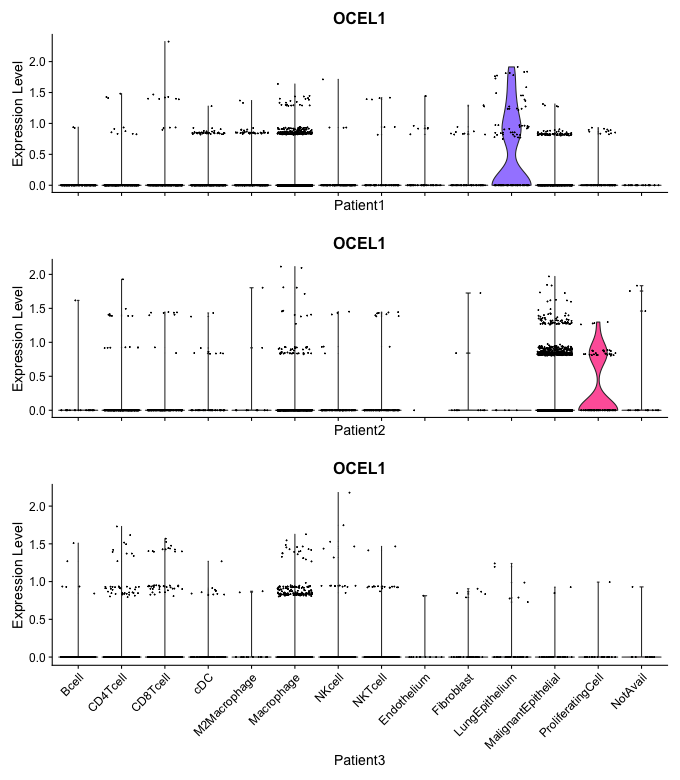 OCEL1
Expression Level
2.0
1.5
1.0
0.5
0.0
Patient1
OCEL1
Expression Level
2.0
1.5
1.0
0.5
0.0
Patient2
OCEL1
Expression Level
2.0
1.5
1.0
0.5
0.0
Bcell
CD4Tcell
CD8Tcell
cDC
M2Macrophage
Macrophage
NKcell
NKTcell
Endothelium
Fibroblast
LungEpithelium
MalignantEpithelial
ProliferatingCell
NotAvail
Patient3